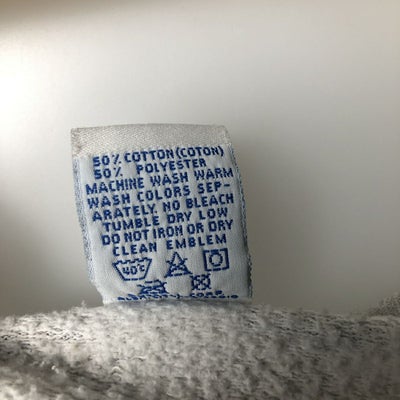 50% COTTON (COTON)
50% POLYESTER
MACHINE WASH WARM
WASH COLORS SEP-
ARATELY. NO BLEACH
TUMBLE DRY LOW
DO NOT IRON OR DRY
CLEAN EMBLEM
40°C